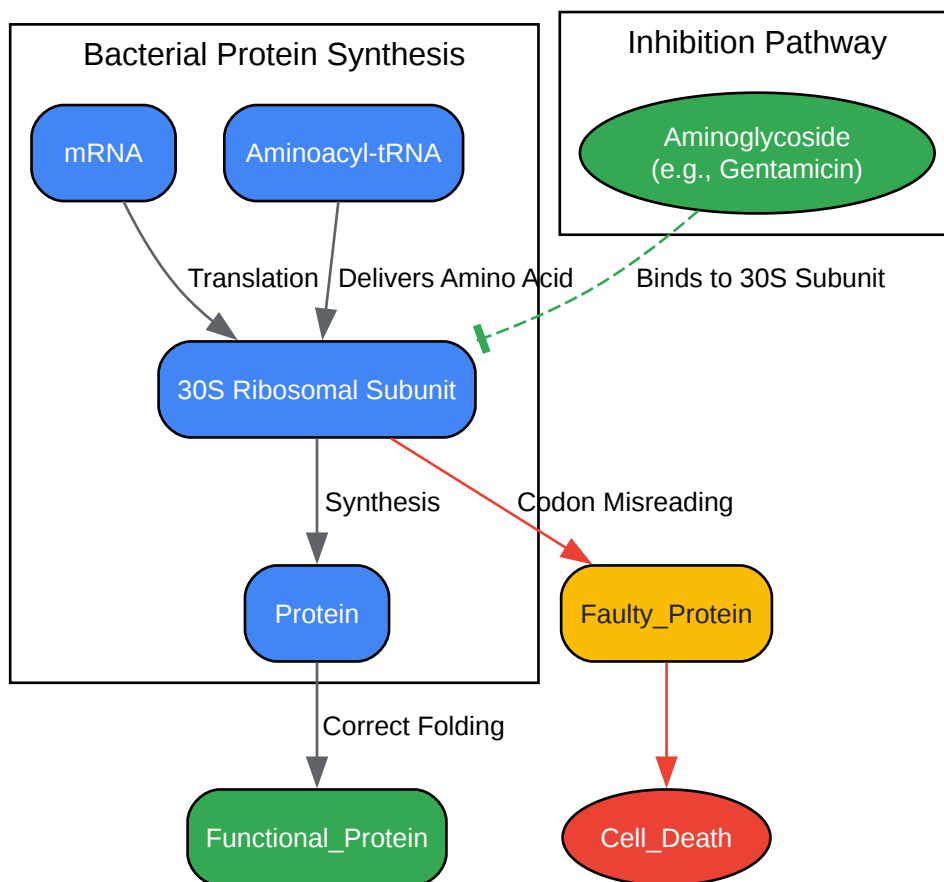 Bacterial Protein Synthesis
Inhibition Pathway
mRNA
Aminoacyl-tRNA
Aminoglycoside
(e.g., Gentamicin)
Translation
Delivers Amino Acid
Binds to 30S Subunit
30S Ribosomal Subunit
Synthesis
Codon Misreading
Protein
Faulty_Protein
Correct Folding
Functional_Protein
Cell_Death